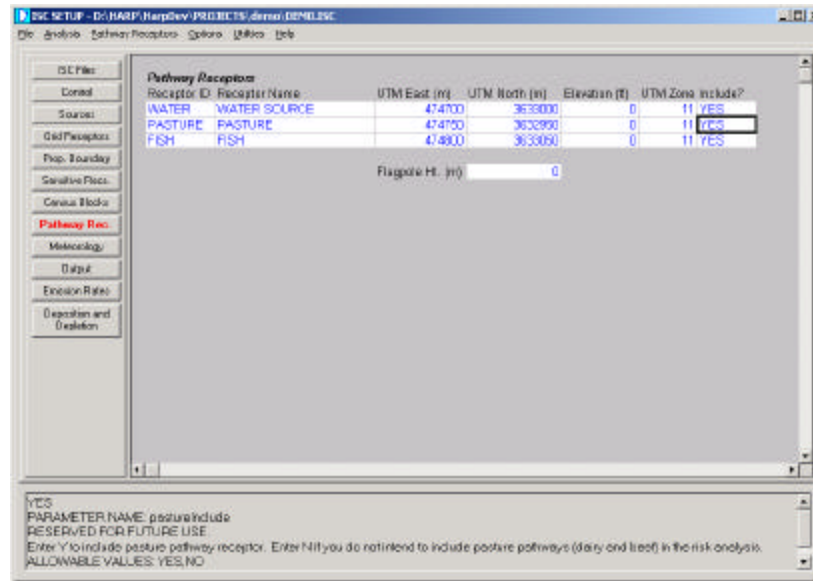 ISC SETUP - D:\HARP\HarpDev\PROJECTS\demo\DEMO.ISC
File Analysis Pathway Receptors Options Utilities Help
ISC Files
Control
Sources
Grid Receptors
Prop. Boundary
Sensitive Recs.
Census Blocks
Pathway Rec.
Meteorology
Output
Emission Rates
Deposition and
Depletion
Pathway Receptors
Receptor ID Receptor Name UTM East (m) UTM North (m) Elevation (ft) UTM Zone Include?
WATER WATER SOURCE 474700 3633000 0 11 YES
PASTURE PASTURE 474750 3632950 0 11 YES
FISH FISH 474800 3633050 0 11 YES
Flagpole Ht. (m) 0
YES
PARAMETER NAME: pastureInclude
RESERVED FOR FUTURE USE
Enter Y to include pasture pathway receptor. Enter N if you do not intend to include pasture pathways (dairy and beef) in the risk analysis.
ALLOWABLE VALUES: YES,NO